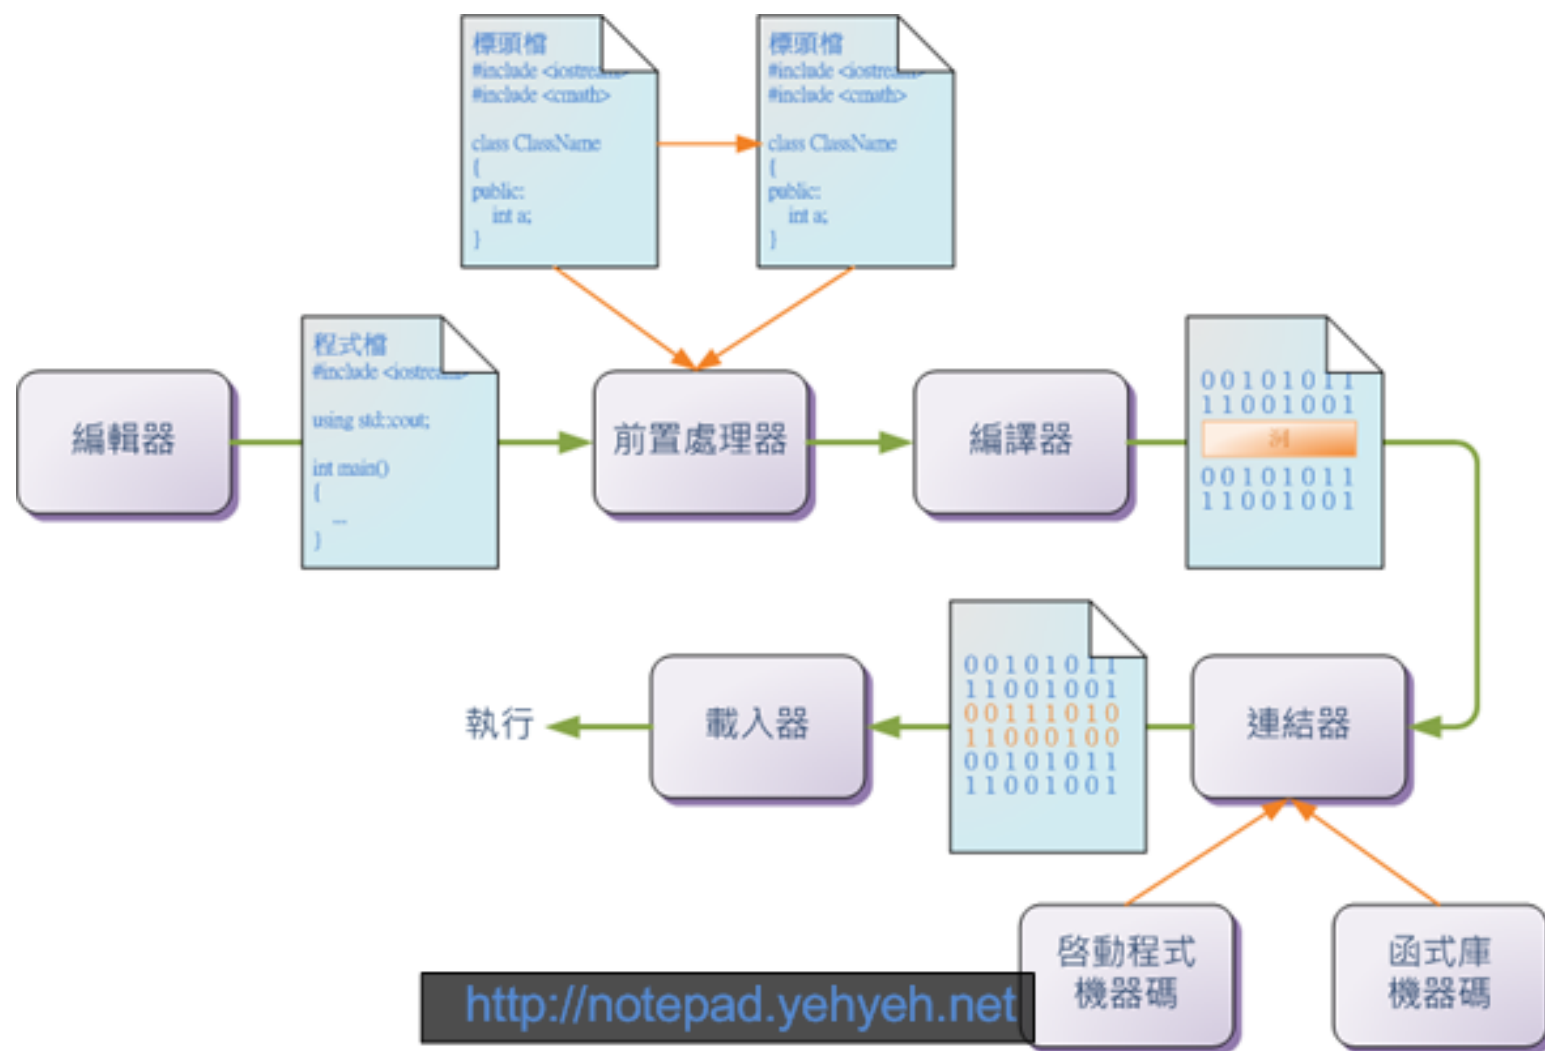 標頭檔
#include <iostream>
#include <cmath>
class ClassName
{
public:
int a;
}
標頭檔
#include <iostream>
#include <cmath>
class ClassName
{
public:
int a;
}
編輯器
程式檔
#include <iostream>
using std::cout;
int main()
{
...
}
前置處理器
編譯器
00101011
11001001
洞
00101011
11001001
執行
載入器
00101011
11001001
00111010
11000100
00101011
11001001
連結器
啓動程式
機器碼
函式庫
機器碼
http://notepad.yehyeh.net